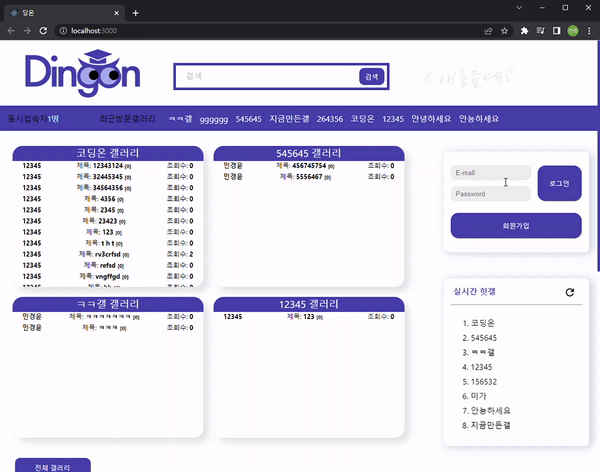 딩온
localhost:3000
Dingon
검색
검색
동시접속자1명 최근방문갤러리 ㅋㅋ갤 gggggg 545645 지금만든갤 264356 코딩온 12345 안녕하세요 안늉하세요
코딩온 갤러리
12345 제목: 12343124 [0] 조회수: 0
12345 제목: 32445345 [0] 조회수: 0
12345 제목: 34564356 [0] 조회수: 0
12345 제목: 4356 [0] 조회수: 0
12345 제목: 2345 [0] 조회수: 0
12345 제목: 23423 [0] 조회수: 0
12345 제목: 123 [0] 조회수: 0
12345 제목: t h t [0] 조회수: 0
12345 제목: rv3crfsd [0] 조회수: 2
12345 제목: refsd [0] 조회수: 0
12345 제목: vngffgd [0] 조회수: 0
545645 갤러리
민경윤 제목: 456745754 [0] 조회수: 0
민경윤 제목: 5556467 [0] 조회수: 0
E-mail
Password
로그인
회원가입
ㅋㅋ갤 갤러리
민경윤 제목: ㅋㅋㅋㅋㅋㅋㅋ [0] 조회수: 0
민경윤 제목: ㅋㅋㅋ [0] 조회수: 0
12345 갤러리
12345 제목: 123 [0] 조회수: 0
실시간 힛갤
1. 코딩온
2. 545645
3. ㅋㅋ갤
4. 12345
5. 156532
6. 미가
7. 안늉하세요
8. 지금만든갤
전체 갤러리